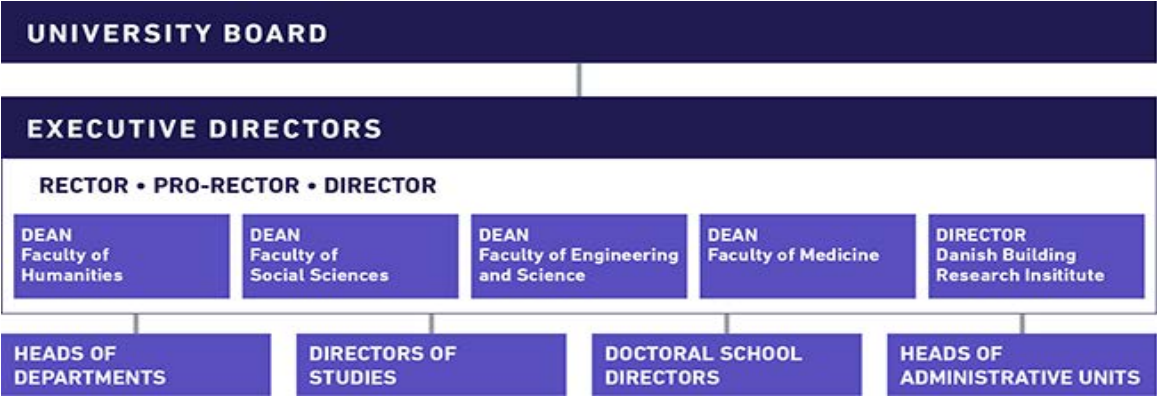 UNIVERSITY BOARD
EXECUTIVE DIRECTORS
RECTOR • PRO-RECTOR • DIRECTOR
DEAN
Faculty of
Humanities
DEAN
Faculty of
Social Sciences
DEAN
Faculty of Engineering
and Science
DEAN
Faculty of Medicine
DIRECTOR
Danish Building
Research Insititute
HEADS OF
DEPARTMENTS
DIRECTORS OF
STUDIES
DOCTORAL SCHOOL
DIRECTORS
HEADS OF
ADMINISTRATIVE UNITS